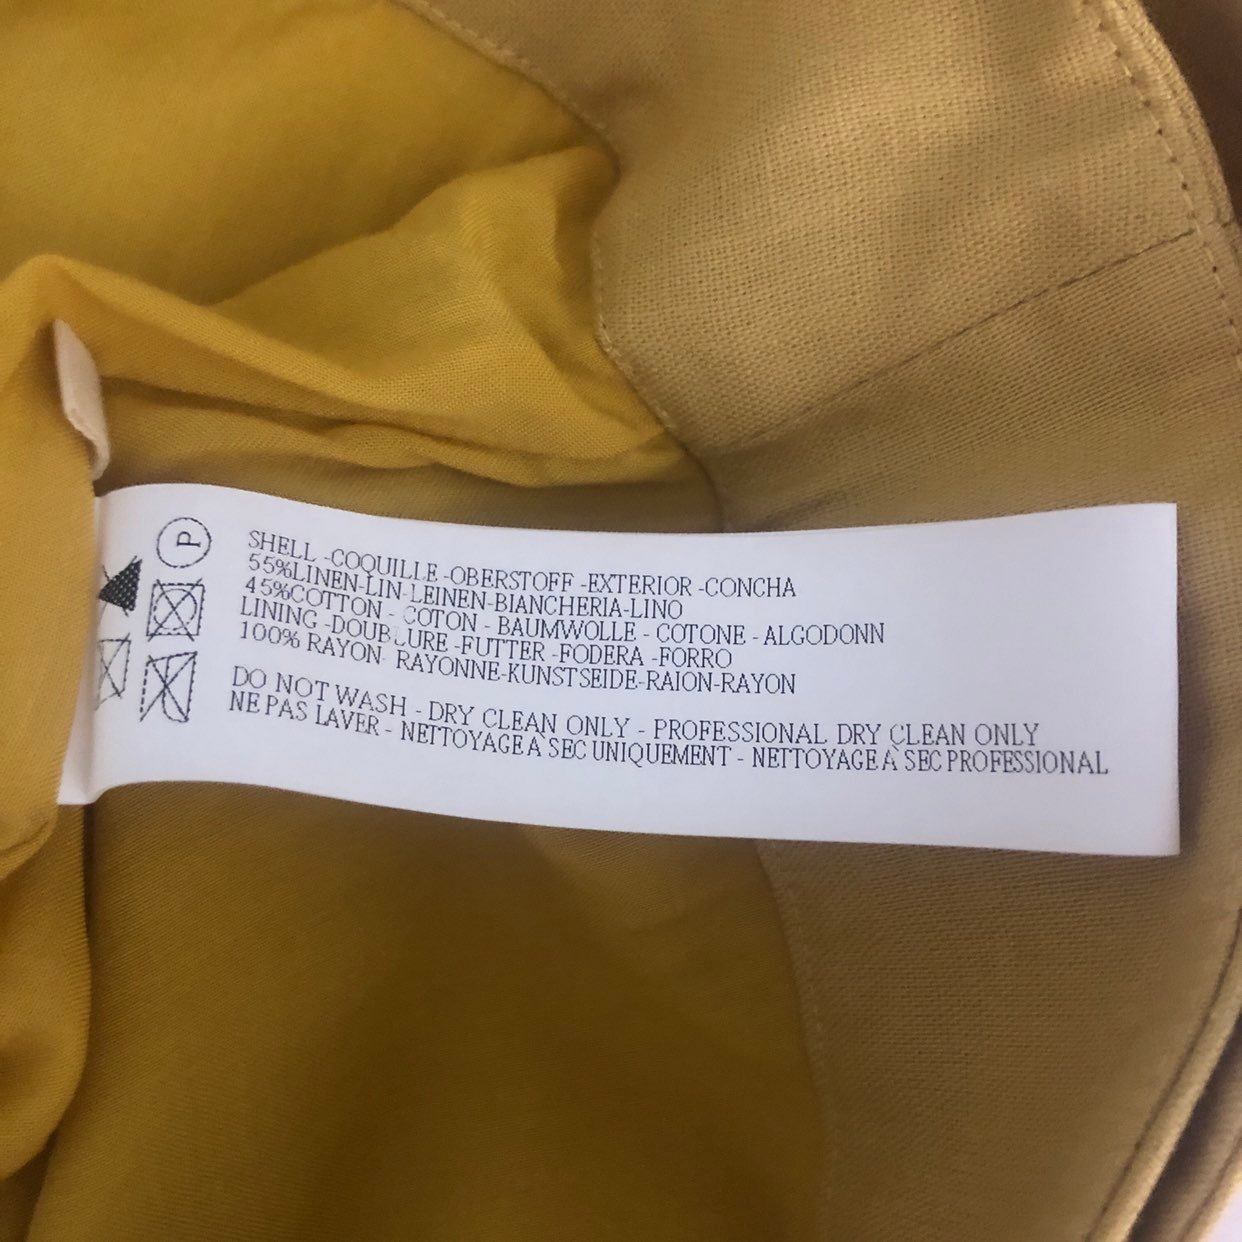 P
SHELL -COQUILLE -OBERSTOFF -EXTERIOR -CONCHA
55%LINEN-LIN-LEINEN-BIANCHERIA-LINO
45%COTTON - COTON - BAUMWOLLE - COTONE - ALGODONN
LINING -DOUBLURE -FUTTER -FODERA -FORRO
100% RAYON- RAYONNE-KUNSTSEIDE-RAION-RAYON
DO NOT WASH - DRY CLEAN ONLY - PROFESSIONAL DRY CLEAN ONLY
NE PAS LAVER - NETTOYAGE À SEC UNIQUEMENT - NETTOYAGE À SEC PROFESSIONAL